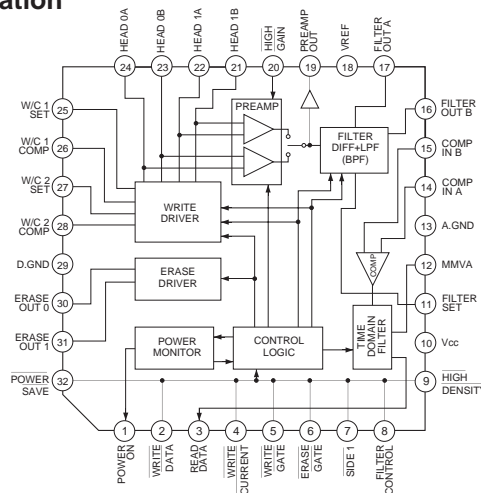 ation
HEAD 0A
HEAD 0B
HEAD 1A
HEAD 1B
HIGH
GAIN
PREAMP
OUT
VREF
FILTER
OUT A
24
23
22
21
20
19
18
17
W/C 1
SET
25
W/C 1
COMP
26
W/C 2
SET
27
W/C 2
COMP
28
D.GND
29
ERASE
OUT 0
30
ERASE
OUT 1
31
POWER
SAVE
32
PREAMP
FILTER
DIFF+LPF
(BPF)
WRITE
DRIVER
COMP
ERASE
DRIVER
POWER
MONITOR
CONTROL
LOGIC
TIME
DOMAIN
FILTER
16
FILTER
OUT B
15
COMP
IN B
14
COMP
IN A
13
A.GND
12
MMVA
11
FILTER
SET
10
Vcc
9
HIGH
DENSITY
1
2
3
4
5
6
7
8
POWER
ON
WRITE
DATA
READ
DATA
WRITE
CURRENT
WRITE
GATE
ERASE
GATE
SIDE 1
FILTER
CONTROL